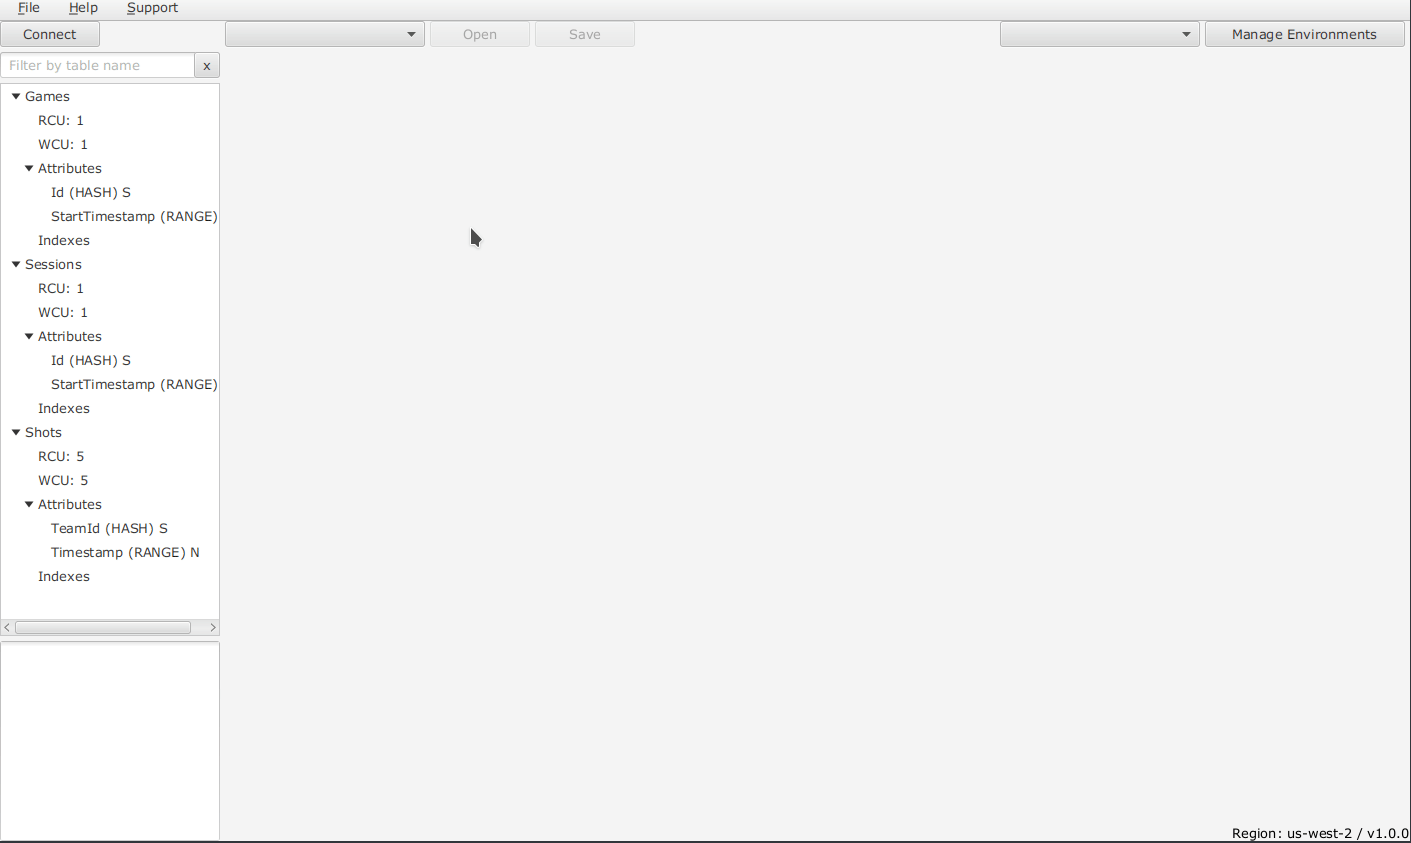 File Help Support
Connect Open Save Manage Environments
Filter by table name x
Games
RCU: 1
WCU: 1
Attributes
Id (HASH) S
StartTimestamp (RANGE)
Indexes
Sessions
RCU: 1
WCU: 1
Attributes
Id (HASH) S
StartTimestamp (RANGE)
Indexes
Shots
RCU: 5
WCU: 5
Attributes
TeamId (HASH) S
Timestamp (RANGE) N
Indexes
Region: us-west-2 / v1.0.0